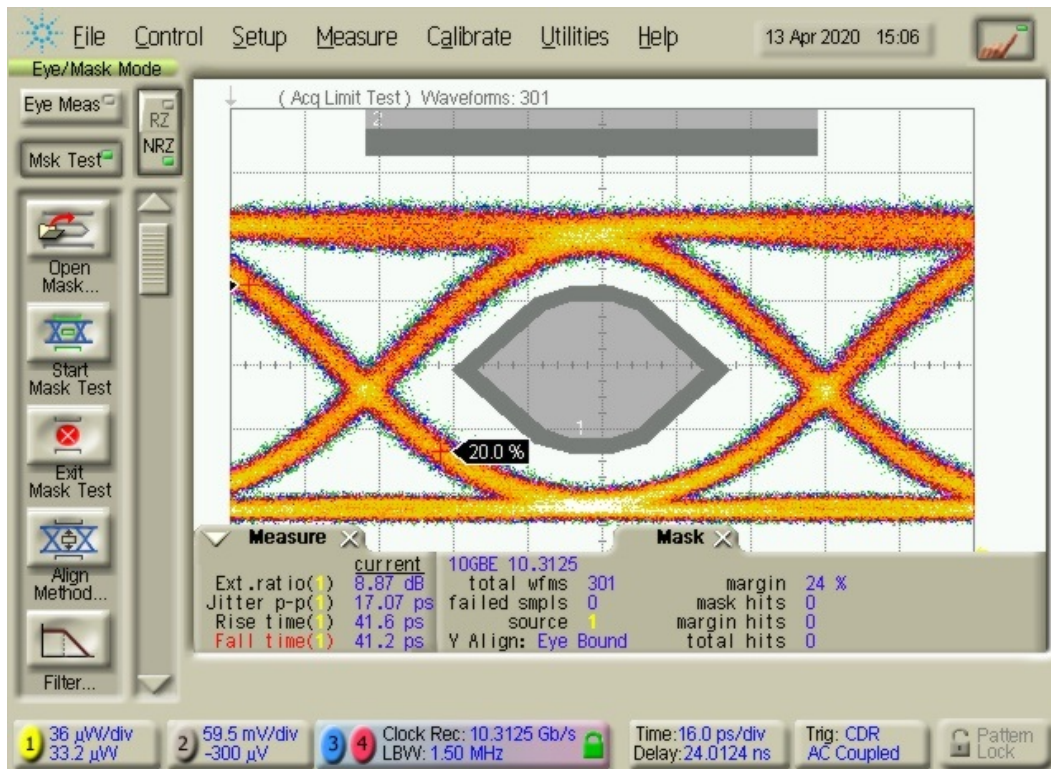 File Control Setup Measure Calibrate Utilities Help 13 Apr 2020 15:06
Eye/Mask Mode
Eye Meas
RZ
NRZ
Msk Test
( Acq Limit Test ) Waveforms: 301
2
Open
Mask...
Start
Mask Test
Exit
Mask Test
Align
Method...
Filter...
1
20.0 %
Measure
current
Ext.ratio(1) 8.87 dB
Jitter p-p(1) 17.07 ps
Rise time(1) 41.6 ps
Fall time(1) 41.2 ps
Mask
10GBE 10.3125
total wfms 301
failed smpls 0
source 1
Y Align: Eye Bound
margin 24 %
mask hits 0
margin hits 0
total hits 0
1 36 µW/div
33.2 µW
2 59.5 mV/div
-300 µV
3 4 Clock Rec: 10.3125 Gb/s
LBW: 1.50 MHz
Time:16.0 ps/div
Delay:24.0124 ns
Trig: CDR
AC Coupled
Pattern
Lock